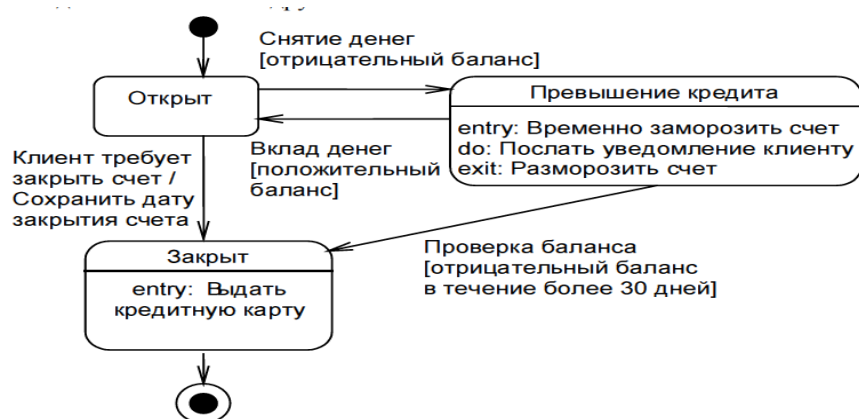 Снятие денег
[отрицательный баланс]
Открыт
Превышение кредита
entry: Временно заморозить счет
do: Послать уведомление клиенту
exit: Разморозить счет
Вклад денег
[положительный
баланс]
Клиент требует
закрыть счет /
Сохранить дату
закрытия счета
Проверка баланса
[отрицательный баланс
в течение более 30 дней]
Закрыт
entry: Выдать
кредитную карту